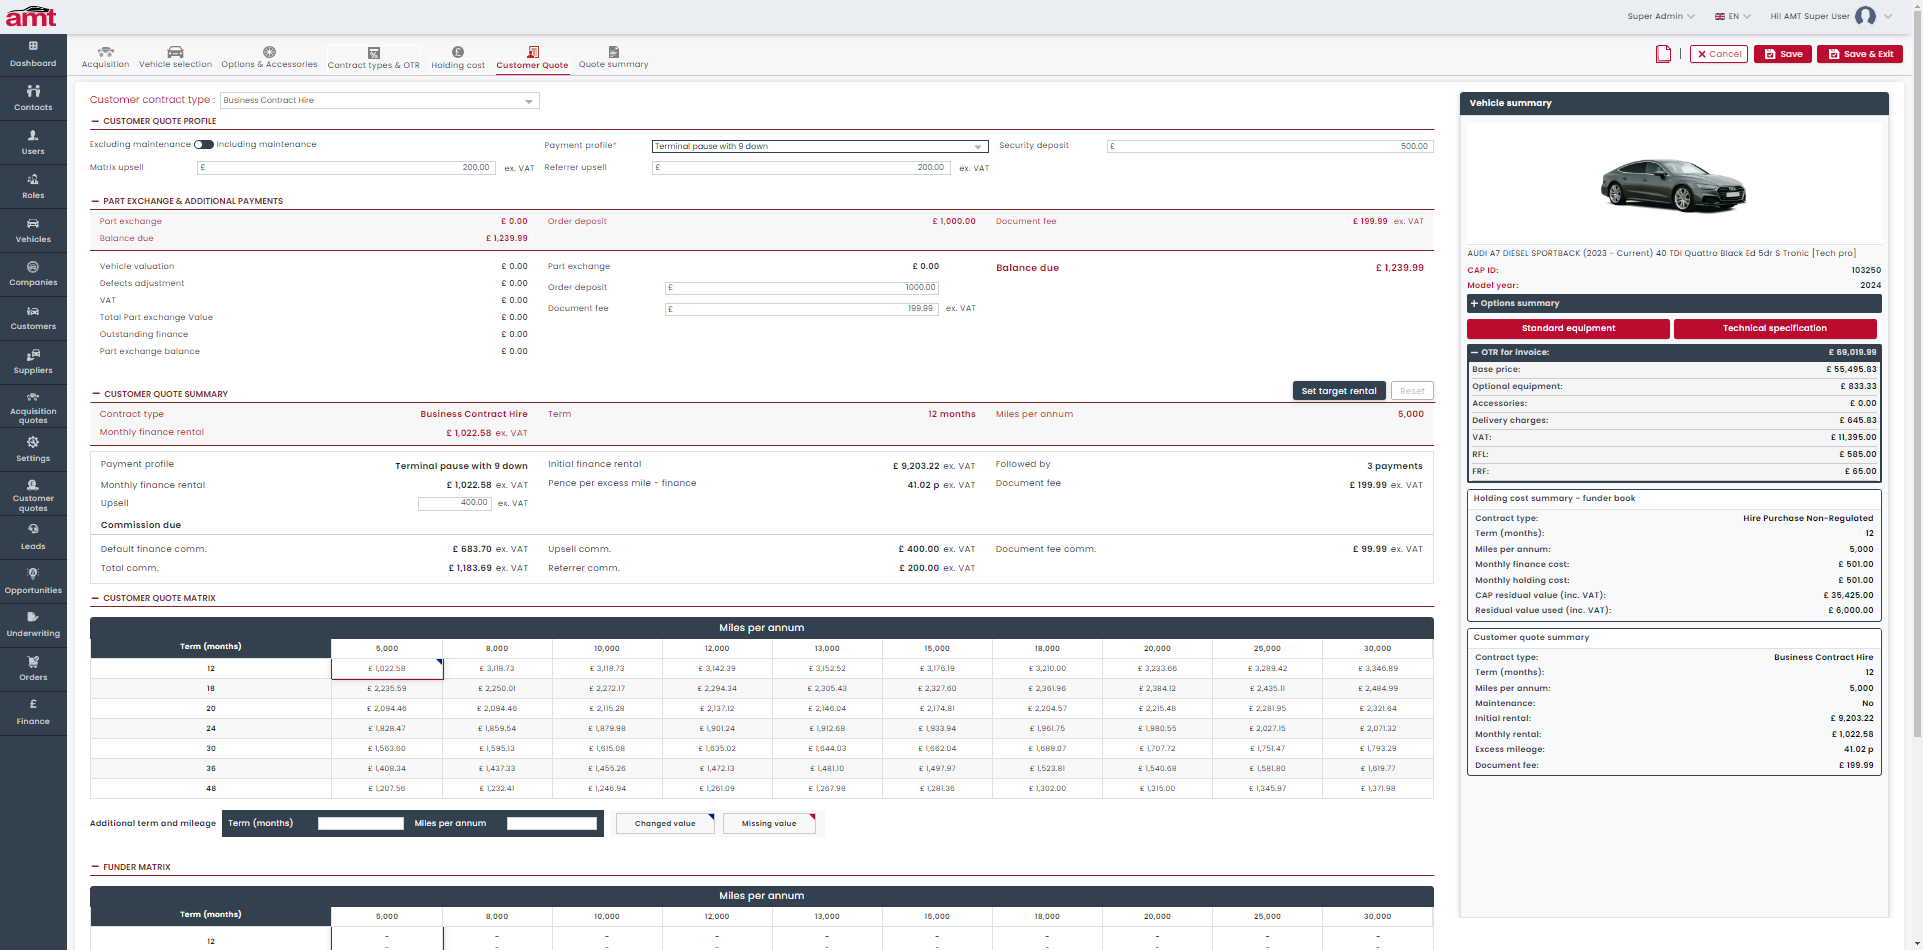 amt
Super Admin
EN
Hi! AMT Super User
Dashboard
Contacts
Users
Roles
Vehicles
Companies
Customers
Suppliers
Acquisition
quotes
Settings
Customer
quotes
Leads
Opportunities
Underwriting
Orders
Finance
Acquisition
Vehicle selection
Options & Accessories
Contract types & OTR
Holding cost
Customer Quote
Quote summary
Cancel
Save
Save & Exit
Customer contract type : Business Contract Hire
CUSTOMER QUOTE PROFILE
Excluding maintenance Including maintenance
Payment profile* Terminal pause with 9 down
Security deposit £ 500.00
Matrix upsell £ 200.00 ex. VAT
Referrer upsell £ 200.00 ex. VAT
PART EXCHANGE & ADDITIONAL PAYMENTS
Part exchange £ 0.00
Order deposit £ 1,000.00
Document fee £ 199.99 ex. VAT
Balance due £ 1,239.99
Vehicle valuation £ 0.00
Defects adjustment £ 0.00
VAT £ 0.00
Total Part exchange Value £ 0.00
Outstanding finance £ 0.00
Part exchange balance £ 0.00
Part exchange £ 0.00
Order deposit £ 1000.00
Document fee £ 199.99 ex. VAT
Balance due £ 1,239.99
CUSTOMER QUOTE SUMMARY
Set target rental
Reset
Contract type Business Contract Hire
Term 12 months
Miles per annum 5,000
Monthly finance rental £ 1,022.58 ex. VAT
Payment profile Terminal pause with 9 down
Initial finance rental £ 9,203.22 ex. VAT
Followed by 3 payments
Monthly finance rental £ 1,022.58 ex. VAT
Pence per excess mile - finance 41.02 p ex. VAT
Document fee £ 199.99 ex. VAT
Upsell 400.00 ex. VAT
Commission due
Default finance comm. £ 683.70 ex. VAT
Upsell comm. £ 400.00 ex. VAT
Document fee comm. £ 99.99 ex. VAT
Total comm. £ 1,183.69 ex. VAT
Referrer comm. £ 200.00 ex. VAT
CUSTOMER QUOTE MATRIX
Miles per annum
Term (months) 5,000 8,000 10,000 12,000 13,000 15,000 18,000 20,000 25,000 30,000
12 £ 1,022.58 £ 3,118.73 £ 3,118.73 £ 3,142.39 £ 3,152.52 £ 3,176.19 £ 3,210.00 £ 3,233.66 £ 3,289.42 £ 3,346.89
18 £ 2,235.59 £ 2,250.01 £ 2,272.17 £ 2,294.34 £ 2,305.43 £ 2,327.60 £ 2,361.96 £ 2,384.12 £ 2,435.11 £ 2,484.99
20 £ 2,094.46 £ 2,094.46 £ 2,115.28 £ 2,137.12 £ 2,146.04 £ 2,174.81 £ 2,204.57 £ 2,215.48 £ 2,281.95 £ 2,321.64
24 £ 1,828.47 £ 1,859.54 £ 1,879.98 £ 1,901.24 £ 1,912.68 £ 1,933.94 £ 1,961.75 £ 1,980.55 £ 2,027.15 £ 2,071.32
30 £ 1,563.60 £ 1,595.13 £ 1,615.08 £ 1,635.02 £ 1,644.03 £ 1,662.04 £ 1,689.07 £ 1,707.72 £ 1,751.47 £ 1,793.29
36 £ 1,408.34 £ 1,437.33 £ 1,455.26 £ 1,472.13 £ 1,481.10 £ 1,497.97 £ 1,523.81 £ 1,540.68 £ 1,581.80 £ 1,619.77
48 £ 1,207.56 £ 1,232.41 £ 1,246.94 £ 1,261.09 £ 1,267.98 £ 1,281.36 £ 1,302.00 £ 1,315.00 £ 1,345.97 £ 1,371.98
Additional term and mileage Term (months) Miles per annum Changed value Missing value
FUNDER MATRIX
Miles per annum
Term (months) 5,000 8,000 10,000 12,000 13,000 15,000 18,000 20,000 25,000 30,000
12 - - - - - - - - - -
- - - - - - - - - -
Vehicle summary
AUDI A7 DIESEL SPORTBACK (2023 - Current) 40 TDI Quattro Black Ed 5dr S Tronic [Tech pro]
CAP ID: 103250
Model year: 2024
Options summary
Standard equipment
Technical specification
OTR for invoice: £ 69,019.99
Base price: £ 55,495.83
Optional equipment: £ 833.33
Accessories: £ 0.00
Delivery charges: £ 645.83
VAT: £ 11,395.00
RFL: £ 585.00
FRF: £ 65.00
Holding cost summary - funder book
Contract type: Hire Purchase Non-Regulated
Term (months): 12
Miles per annum: 5,000
Monthly finance cost: £ 501.00
Monthly holding cost: £ 501.00
CAP residual value (inc. VAT): £ 35,425.00
Residual value used (inc. VAT): £ 6,000.00
Customer quote summary
Contract type: Business Contract Hire
Term (months): 12
Miles per annum: 5,000
Maintenance: No
Initial rental: £ 9,203.22
Monthly rental: £ 1,022.58
Excess mileage: 41.02 p
Document fee: £ 199.99